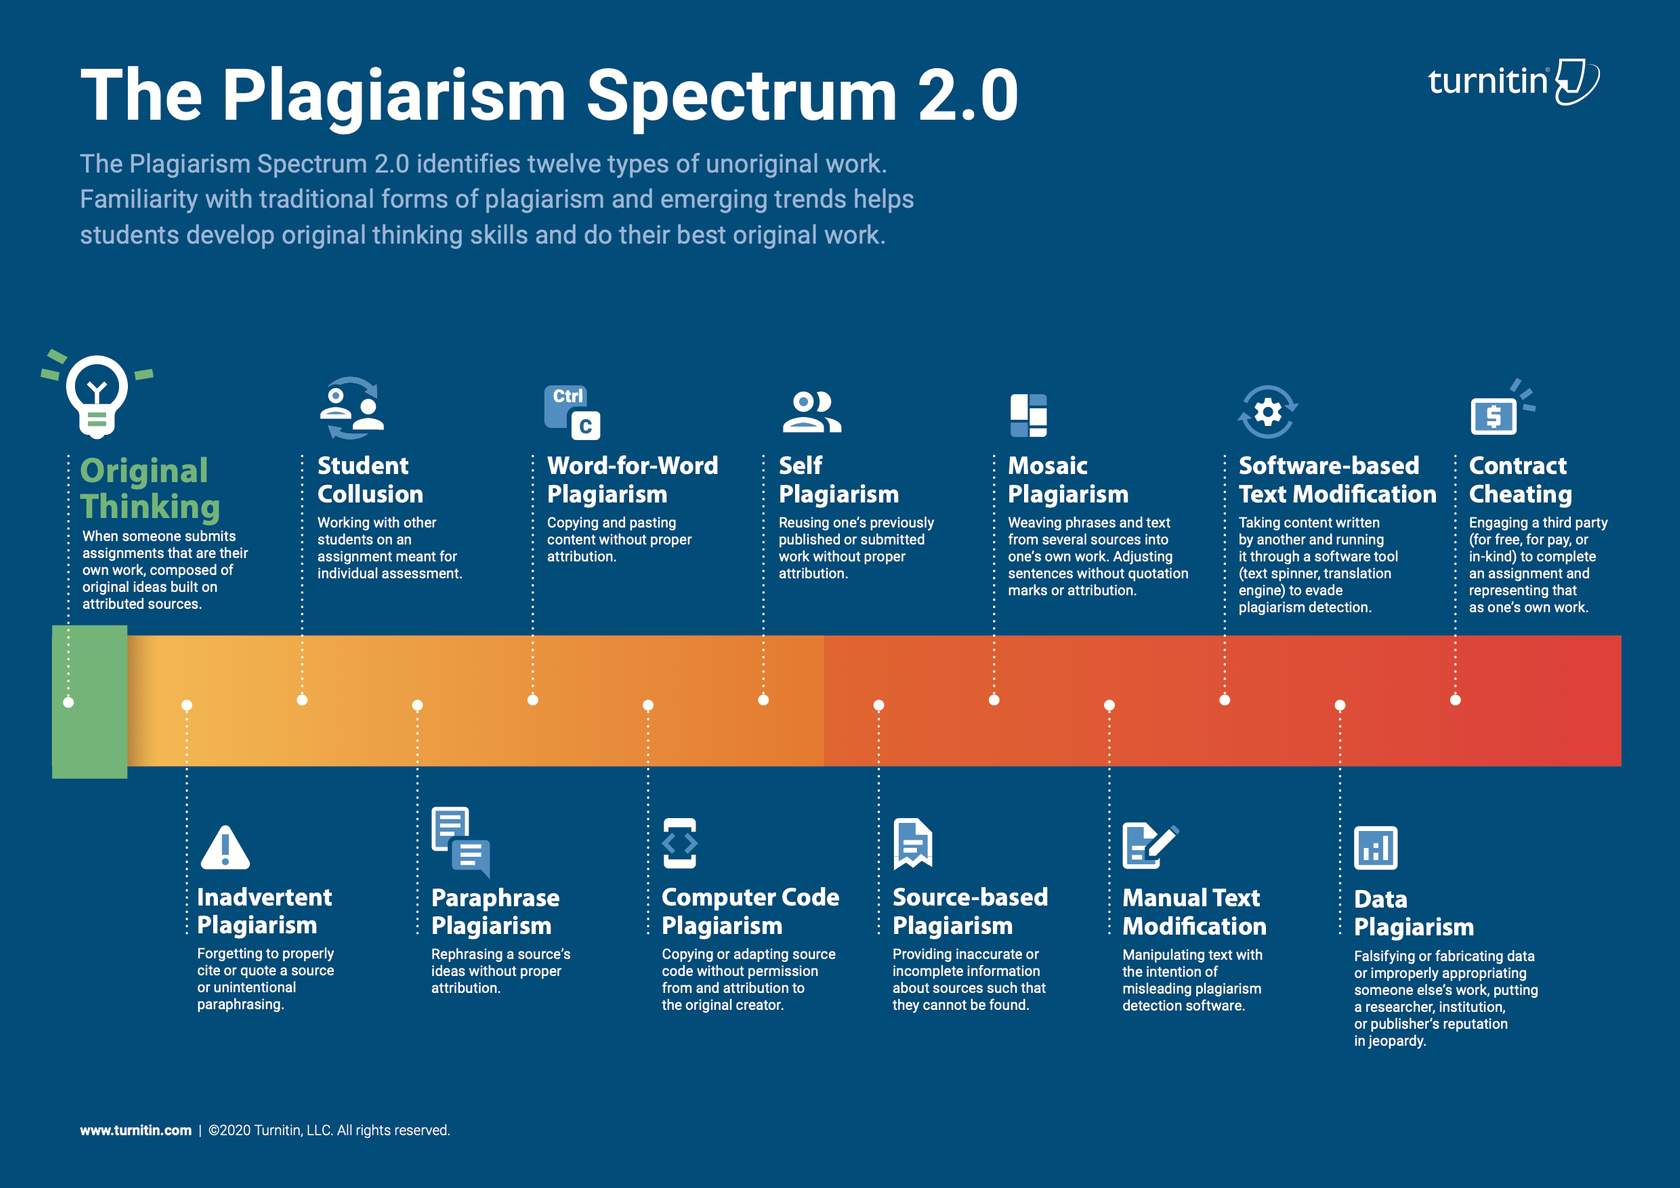 The Plagiarism Spectrum 2.0
turnitin®
The Plagiarism Spectrum 2.0 identifies twelve types of unoriginal work.
Familiarity with traditional forms of plagiarism and emerging trends helps
students develop original thinking skills and do their best original work.
Original
Thinking
When someone submits
assignments that are their
own work, composed of
original ideas built on
attributed sources.
Student
Collusion
Working with other
students on an
assignment meant for
individual assessment.
Ctrl
C
Word-for-Word
Plagiarism
Copying and pasting
content without proper
attribution.
Self
Plagiarism
Reusing one's previously
published or submitted
work without proper
attribution.
Mosaic
Plagiarism
Weaving phrases and text
from several sources into
one's own work. Adjusting
sentences without quotation
marks or attribution.
Software-based
Text Modification
Taking content written
by another and running
it through a software tool
(text spinner, translation
engine) to evade
plagiarism detection.
$
Contract
Cheating
Engaging a third party
(for free, for pay, or
in-kind) to complete
an assignment and
representing that
as one's own work.
Inadvertent
Plagiarism
Forgetting to properly
cite or quote a source
or unintentional
paraphrasing.
Paraphrase
Plagiarism
Rephrasing a source's
ideas without proper
attribution.
Computer Code
Plagiarism
Copying or adapting source
code without permission
from and attribution to
the original creator.
Source-based
Plagiarism
Providing inaccurate or
incomplete information
about sources such that
they cannot be found.
Manual Text
Modification
Manipulating text with
the intention of
misleading plagiarism
detection software.
Data
Plagiarism
Falsifying or fabricating data
or improperly appropriating
someone else's work, putting
a researcher, institution,
or publisher's reputation
in jeopardy.
www.turnitin.com | ©2020 Turnitin, LLC. All rights reserved.